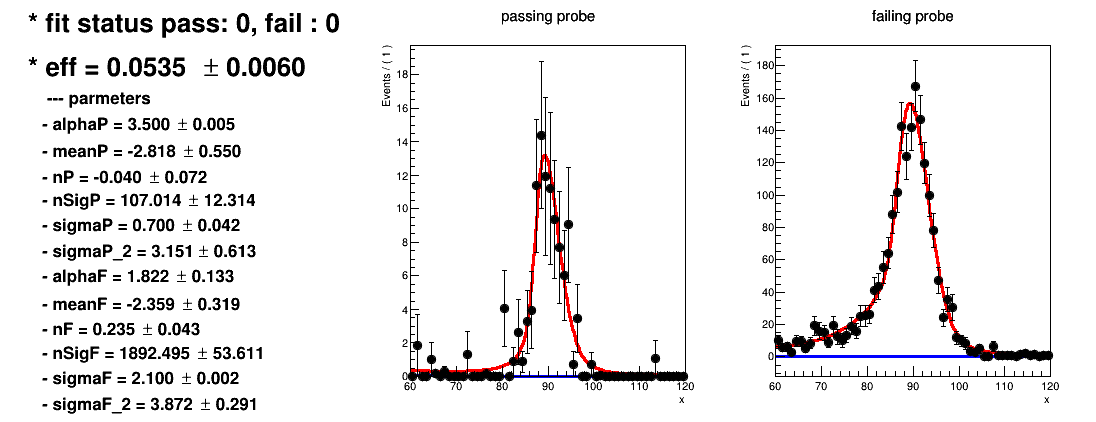 * fit status pass: 0, fail : 0
* eff = 0.0535 ± 0.0060
--- parmeters
- alphaP = 3.500 ± 0.005
- meanP = -2.818 ± 0.550
- nP = -0.040 ± 0.072
- nSigP = 107.014 ± 12.314
- sigmaP = 0.700 ± 0.042
- sigmaP_2 = 3.151 ± 0.613
- alphaF = 1.822 ± 0.133
- meanF = -2.359 ± 0.319
- nF = 0.235 ± 0.043
- nSigF = 1892.495 ± 53.611
- sigmaF = 2.100 ± 0.002
- sigmaF_2 = 3.872 ± 0.291
passing probe
Events / ( 1 )
18
16
14
12
10
8
6
4
2
0
60 70 80 90 100 110 120
x
failing probe
Events / ( 1 )
180
160
140
120
100
80
60
40
20
0
60 70 80 90 100 110 120
x